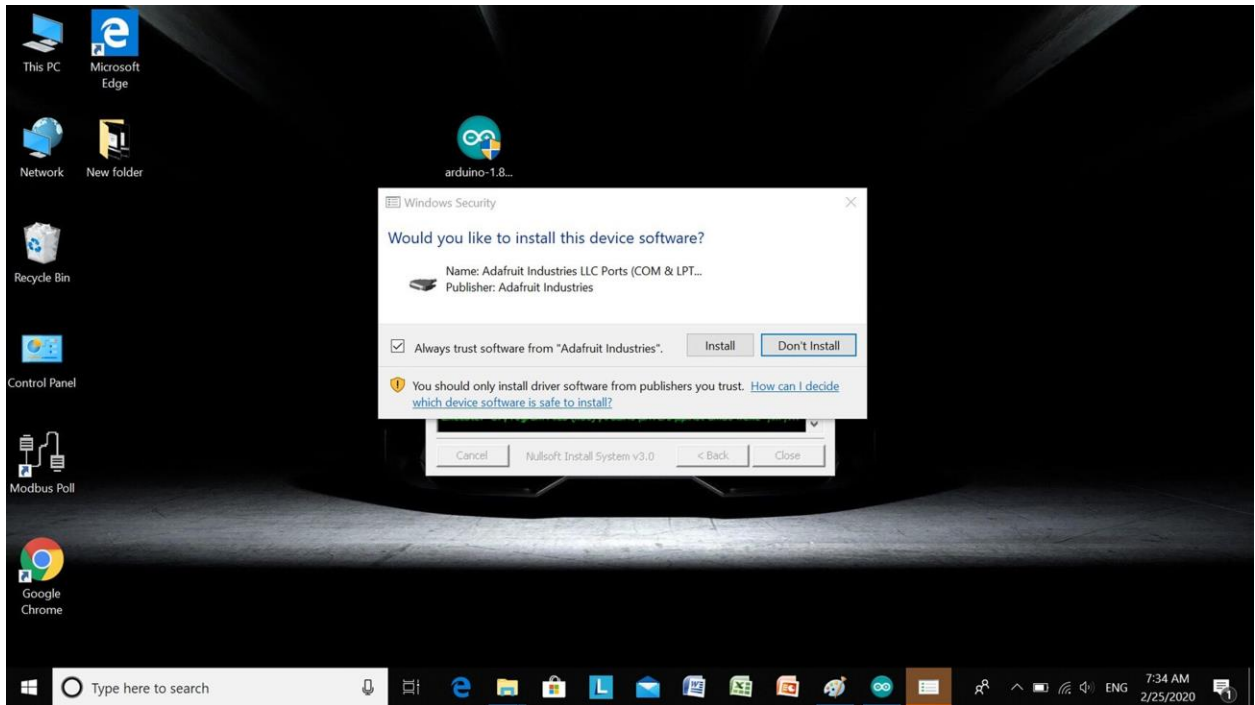 This PC
Microsoft
Edge
Network
New folder
arduino-1.8...
Windows Security
Would you like to install this device software?
Name: Adafruit Industries LLC Ports (COM & LPT...
Publisher: Adafruit Industries
Recycle Bin
Always trust software from "Adafruit Industries".
Install
Don't Install
You should only install driver software from publishers you trust. How can I decide
which device software is safe to install?
Control Panel
Cancel
Nullsoft Install System v3.0
< Back
Close
Modbus Poll
Google
Chrome
Type here to search
ENG
7:34 AM
2/25/2020
1